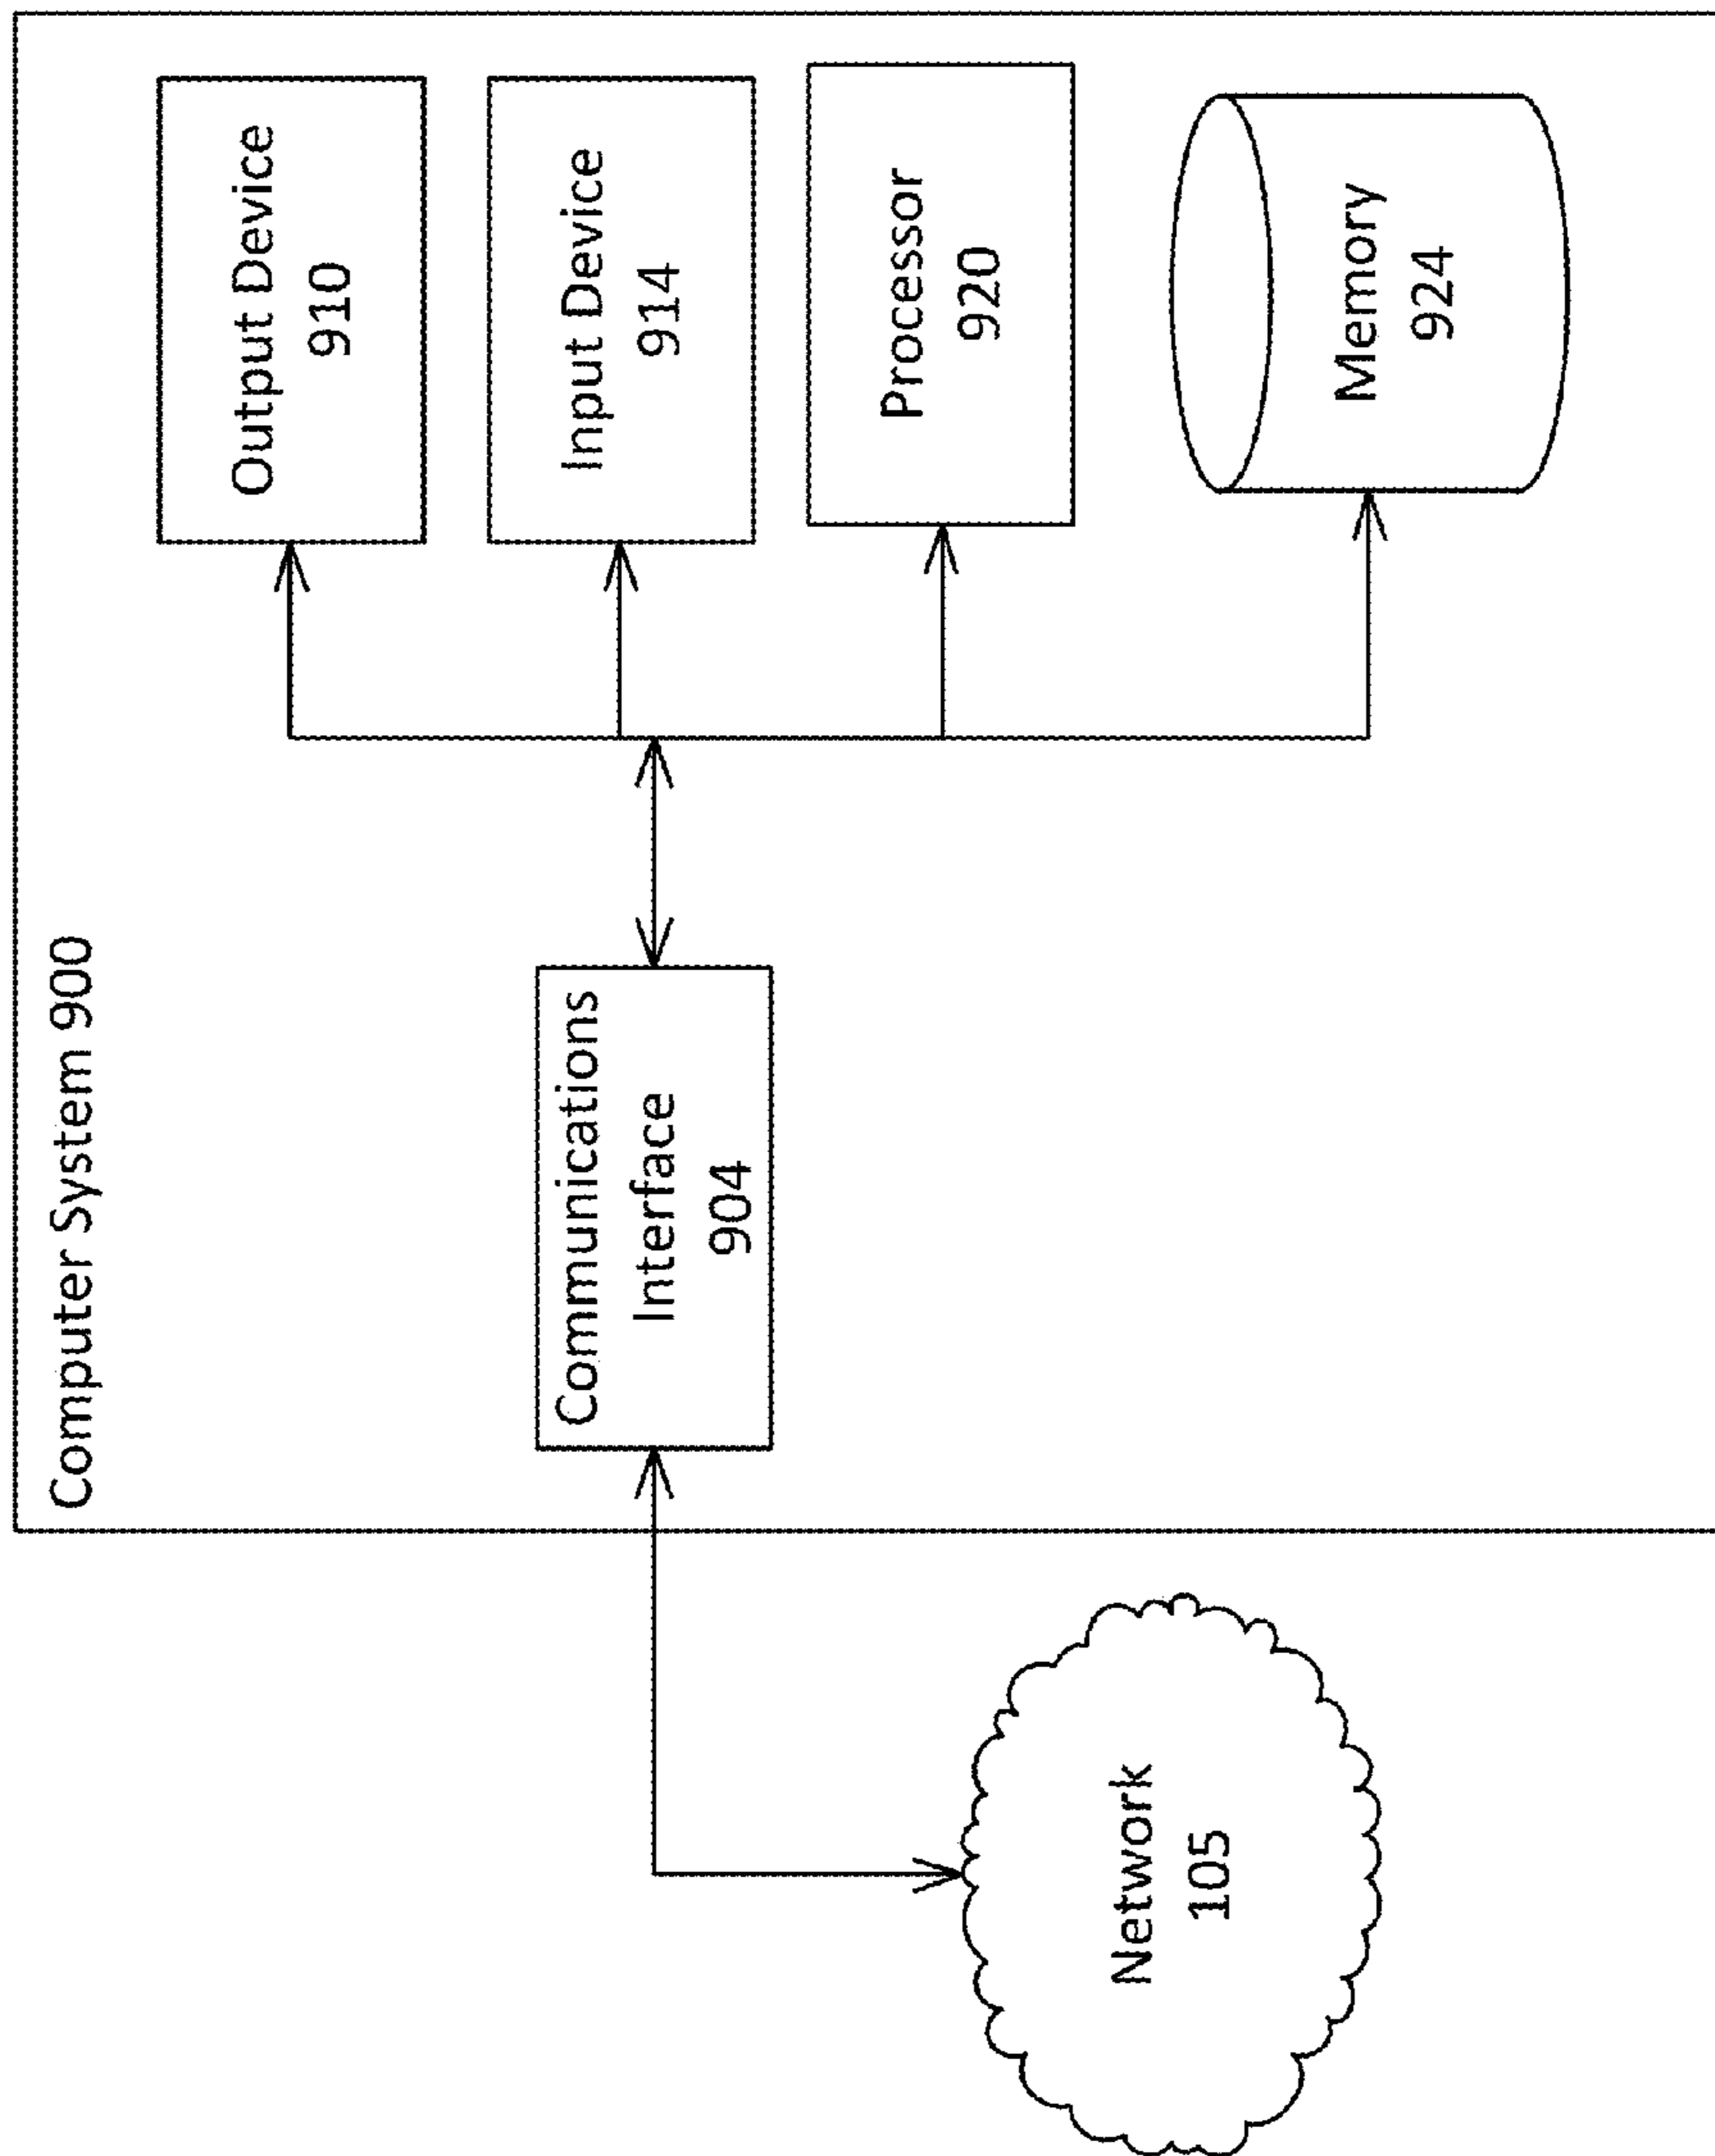 Computer System 900
Output Device
910
Input Device
914
Communications
Interface
904
Processor
920
Memory
924
Network
105